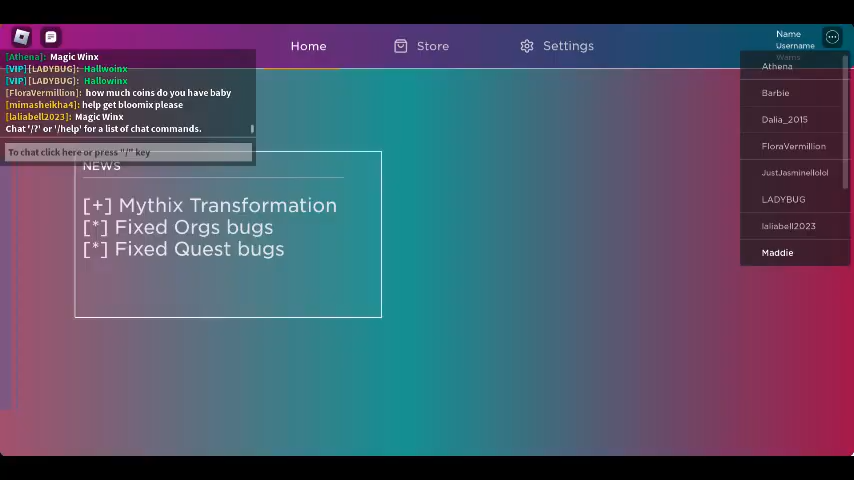 Home
Store
Settings
Name
Username
Warns
[Athena]: Magic Winx
[VIP] [LADYBUG]: Hallwoinx
[VIP] [LADYBUG]: Hallowinx
[FloraVermillion]: how much coins do you have baby
[mimasheikha4]: help get bloomix please
[laliabell2023]: Magic Winx
Chat '/?' or '/help' for a list of chat commands.
To chat click here or press "/" key
NEWS
[+] Mythix Transformation
[*] Fixed Orgs bugs
[*] Fixed Quest bugs
Athena
Barbie
Dalia_2015
FloraVermillion
JustJasminellolol
LADYBUG
laliabell2023
Maddie